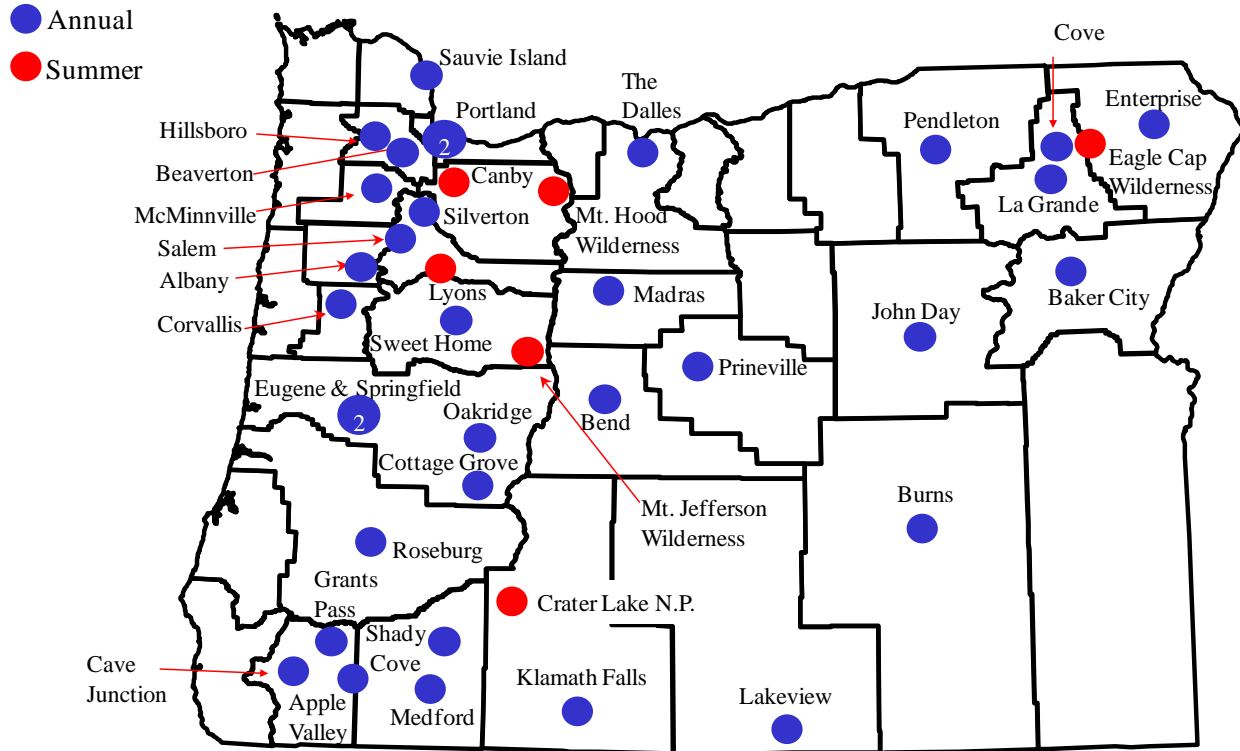 Annual
Summer
Sauvie Island
Portland
2
Hillsboro
Beaverton
McMinnville
Salem
Albany
Corvallis
Canby
Silverton
Lyons
Sweet Home
The
Dalles
Mt. Hood
Wilderness
Pendleton
Cove
Enterprise
Eagle Cap
Wilderness
La Grande
Baker City
Madras
John Day
Prineville
Bend
Eugene & Springfield
2
Oakridge
Cottage Grove
Mt. Jefferson
Wilderness
Burns
Roseburg
Grants
Pass
Crater Lake N.P.
Shady
Cove
Cave
Junction
Apple
Valley
Medford
Klamath Falls
Lakeview